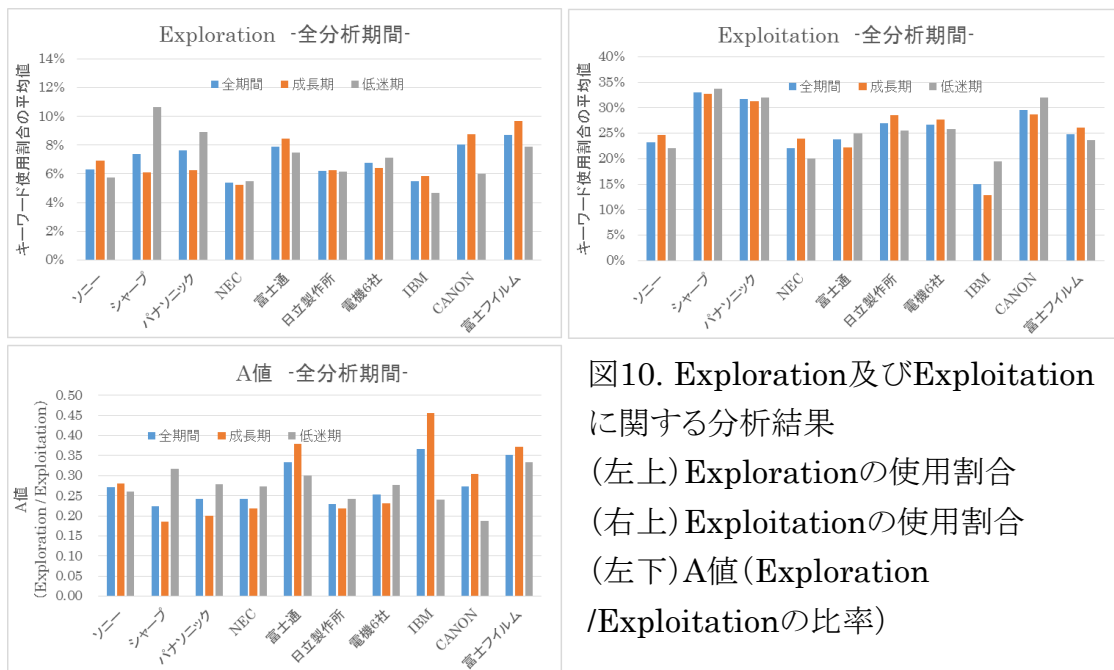 Exploration -全分析期間-
キーワード使用割合の平均値
14%
12%
10%
8%
6%
4%
2%
0%
全期間 成長期 低迷期
ソニー シャープ パナソニック NEC 富士通 日立製作所 電機6社 IBM CANON 富士フイルム
Exploitation -全分析期間-
キーワード使用割合の平均値
40%
35%
30%
25%
20%
15%
10%
5%
0%
全期間 成長期 低迷期
ソニー シャープ パナソニック NEC 富士通 日立製作所 電機6社 IBM CANON 富士フイルム
A値 -全分析期間-
A値
(Exploration / Exploitation)
0.50
0.45
0.40
0.35
0.30
0.25
0.20
0.15
0.10
0.05
0.00
全期間 成長期 低迷期
ソニー シャープ パナソニック NEC 富士通 日立製作所 電機6社 IBM CANON 富士フイルム
図10. Exploration及びExploitation
に関する分析結果
(左上)Explorationの使用割合
(右上)Exploitationの使用割合
(左下)A値(Exploration
/Exploitationの比率)